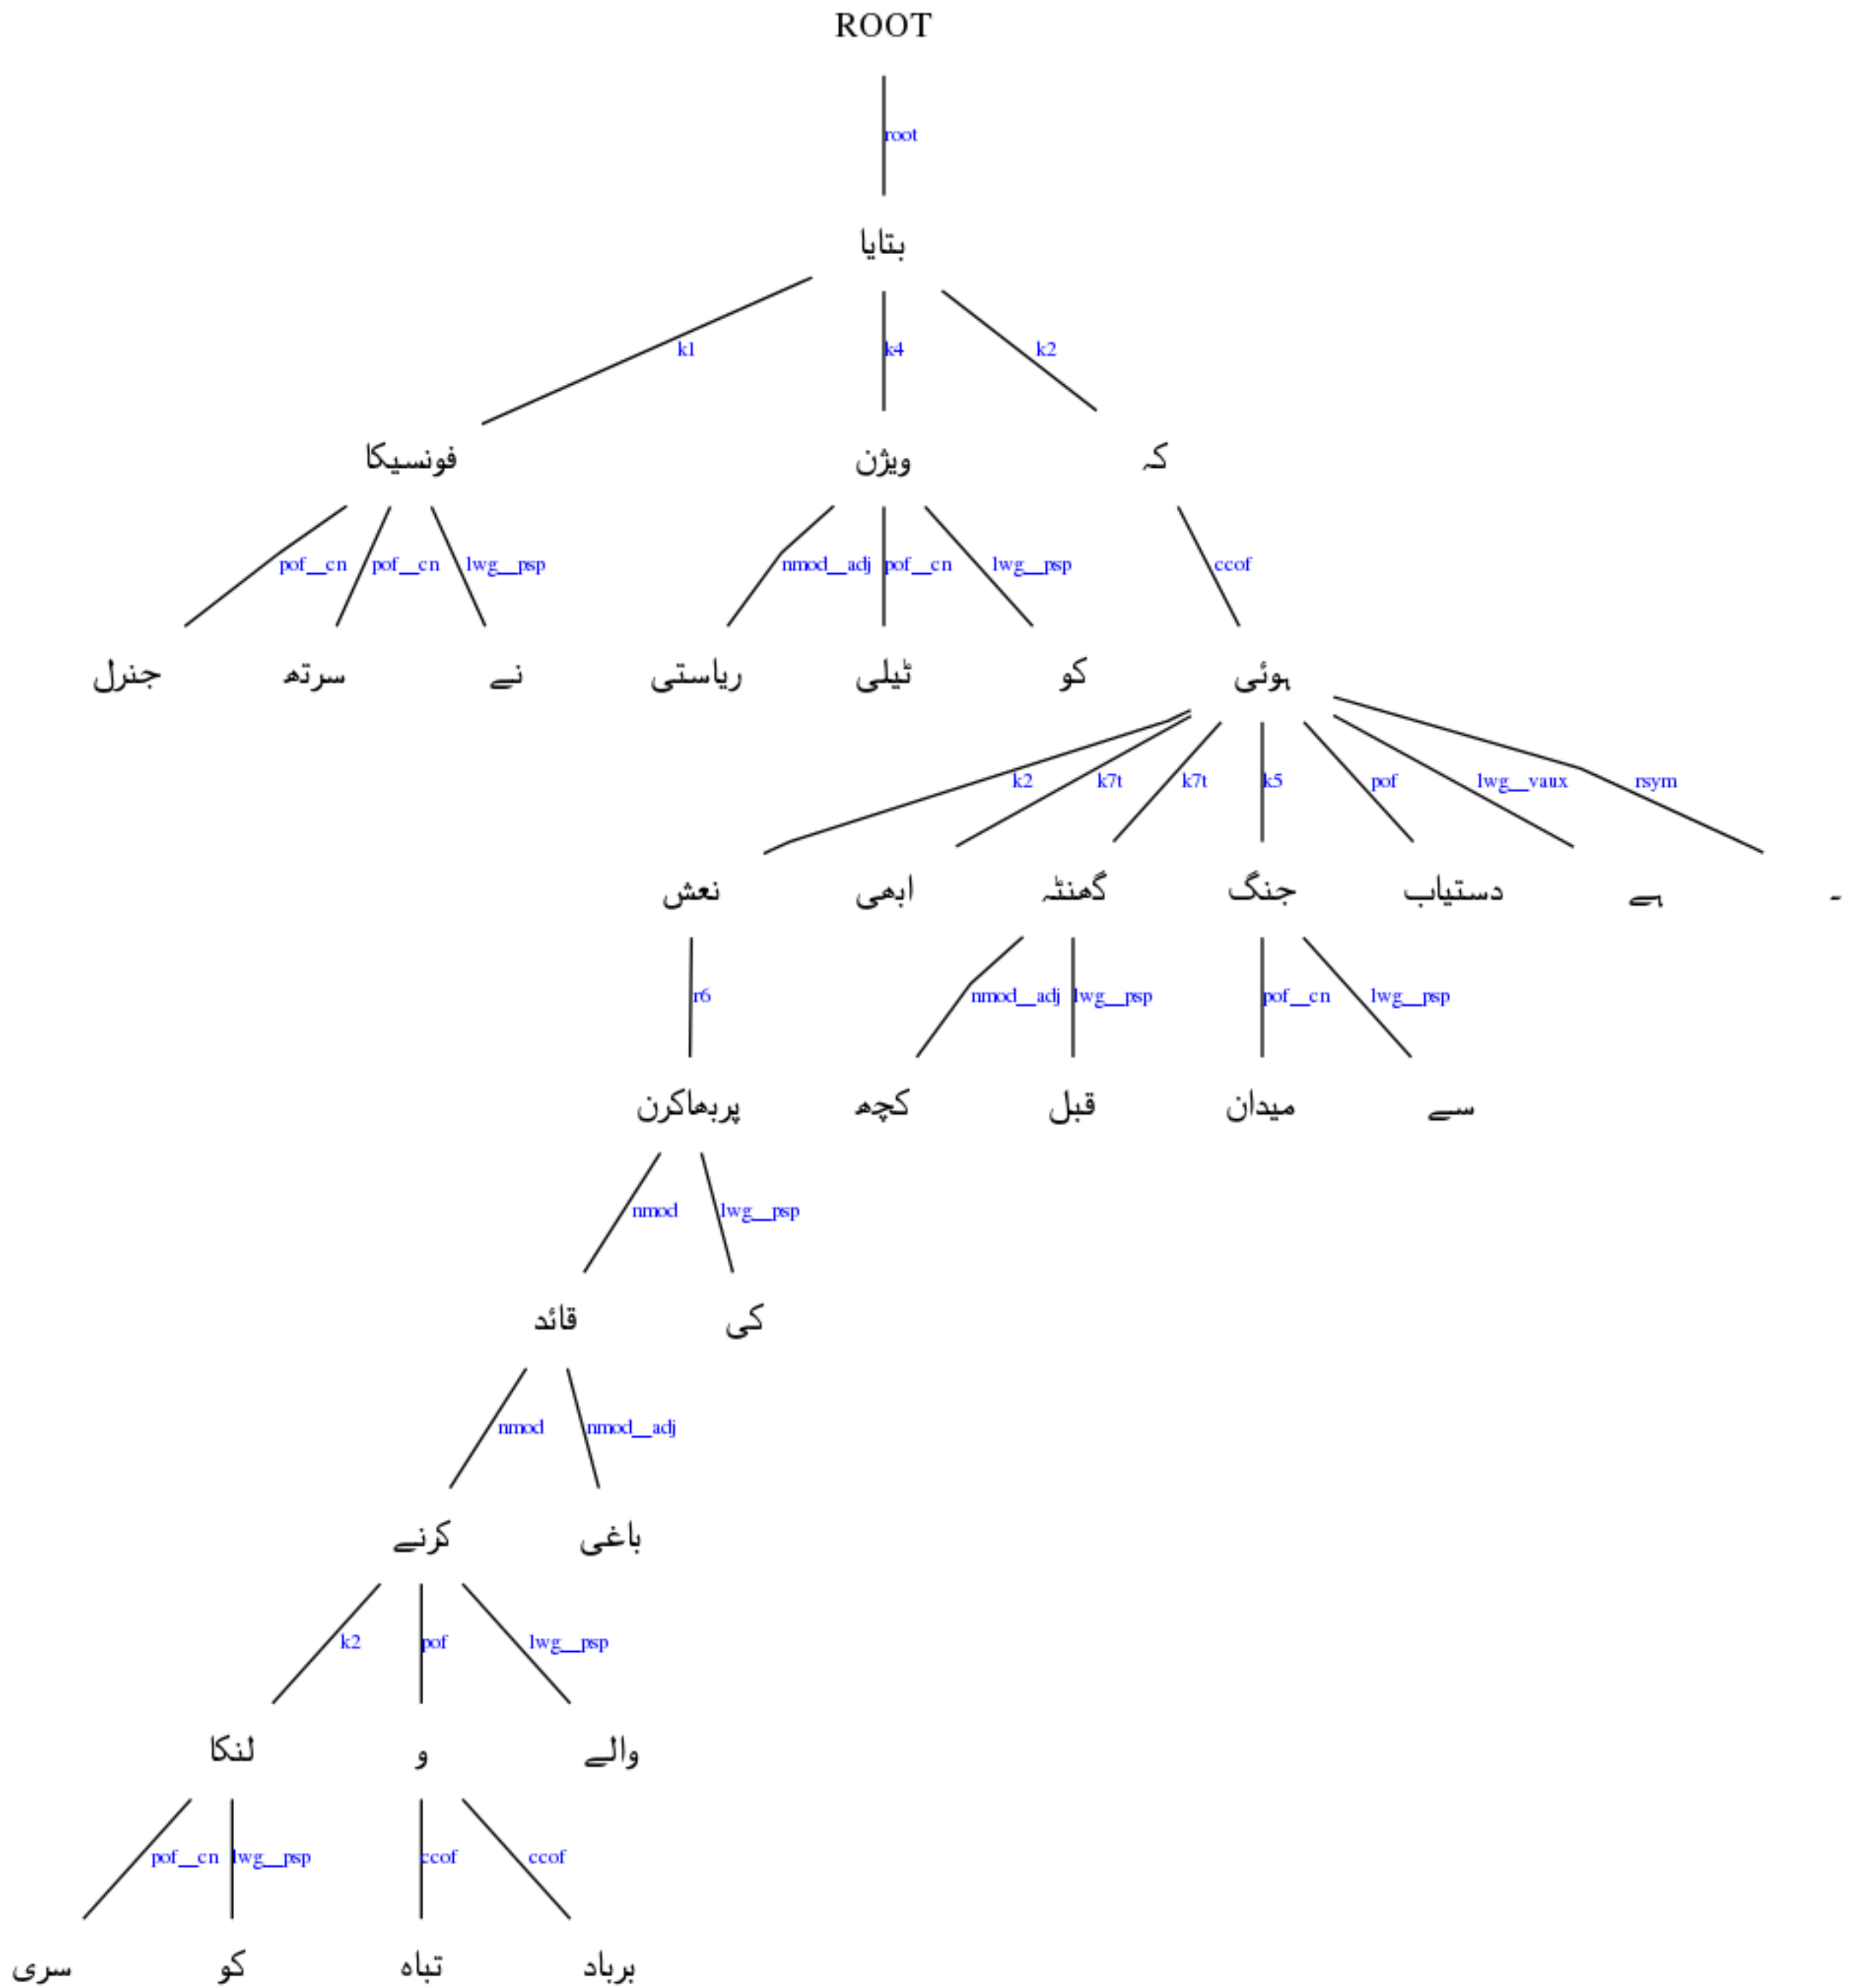 ROOT
root
بتایا
k1 k4 k2
فونسیکا ویژن کہ
pof__cn pof__cn lwg__psp nmod__adj pof__cn lwg__psp ccof
جنرل سرتھ نے ریاستی ٹیلی کو ہوئی
k2 k7t k7t k5 pof lwg__vaux rsym
نعش ابھی گھنٹہ جنگ دستیاب ہے ۔
r6 nmod__adj lwg__psp pof__cn lwg__psp
پربھاکرن کچھ قبل میدان سے
nmod lwg__psp
قائد کی
nmod nmod__adj
کرنے باغی
k2 pof lwg__psp
لنکا و والے
pof__cn lwg__psp ccof ccof
سری کو تباہ برباد